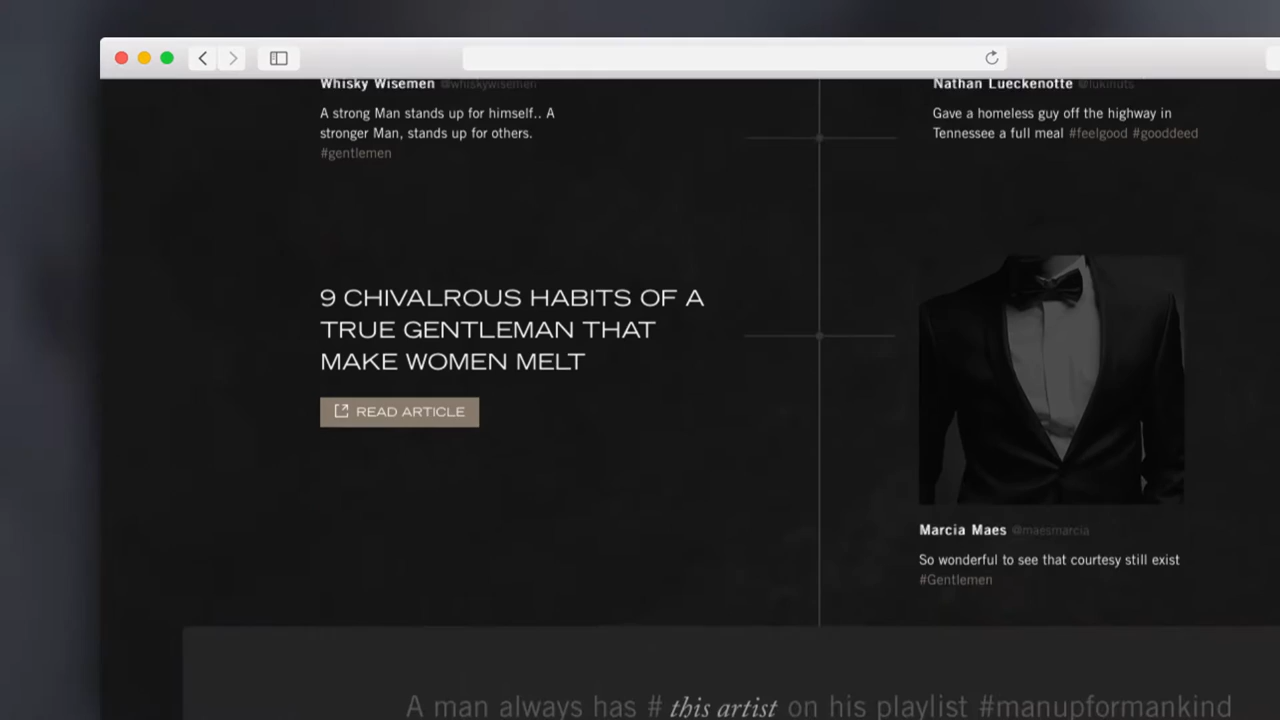 Whisky Wisemen @whiskywisemen
A strong Man stands up for himself.. A
stronger Man, stands up for others.
#gentlemen
Nathan Lueckenotte @lukinuts
Gave a homeless guy off the highway in
Tennessee a full meal #feelgood #gooddeed
9 CHIVALROUS HABITS OF A
TRUE GENTLEMAN THAT
MAKE WOMEN MELT
READ ARTICLE
Marcia Maes @maesmarcia
So wonderful to see that courtesy still exist
#Gentlemen
A man always has # this artist on his playlist #manupformankind